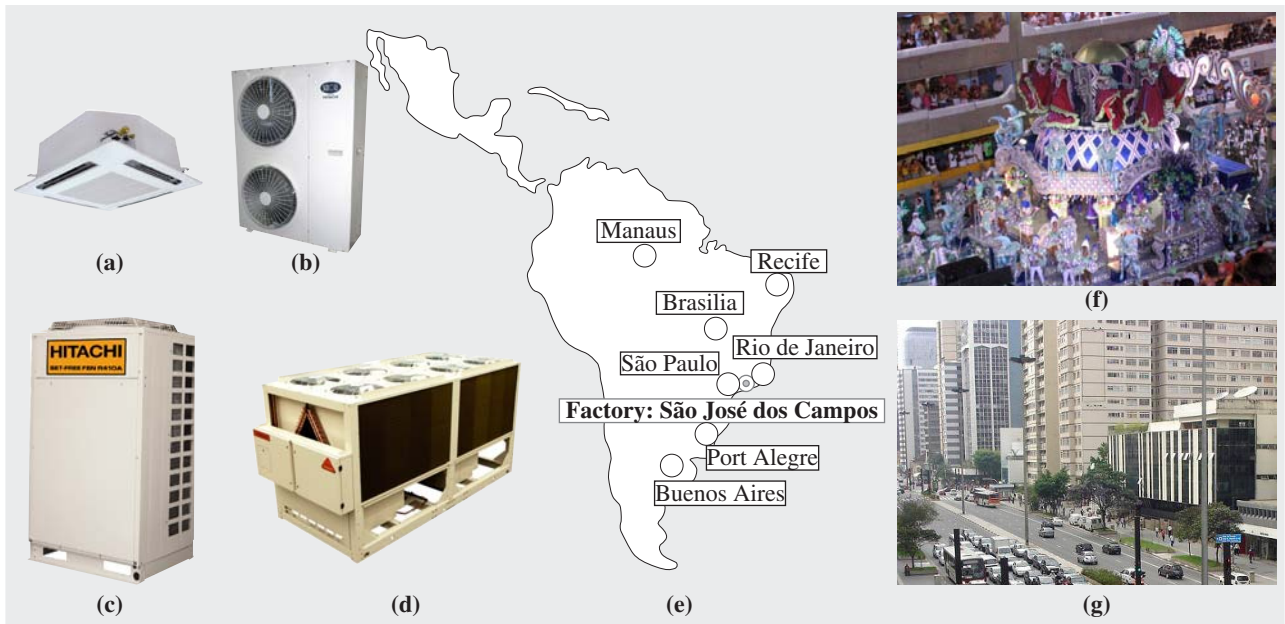 (a)
HITACHI
(b)
HITACHI
SET-FREE FSN R410A
(c)
(d)
Manaus
Recife
Brasilia
Rio de Janeiro
São Paulo
Factory: São José dos Campos
Port Alegre
Buenos Aires
(e)
(f)
(g)